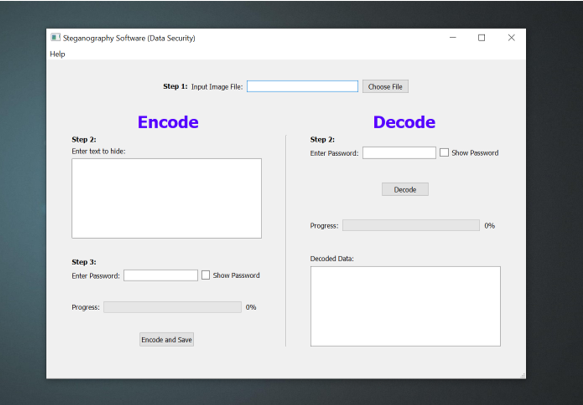 Steganography Software (Data Security)
Help
Step 1: Input Image File:
Choose File
Encode
Step 2:
Enter text to hide:
Step 3:
Enter Password:
Show Password
Progress:
0%
Encode and Save
Decode
Step 2:
Enter Password:
Show Password
Decode
Progress:
0%
Decoded Data: